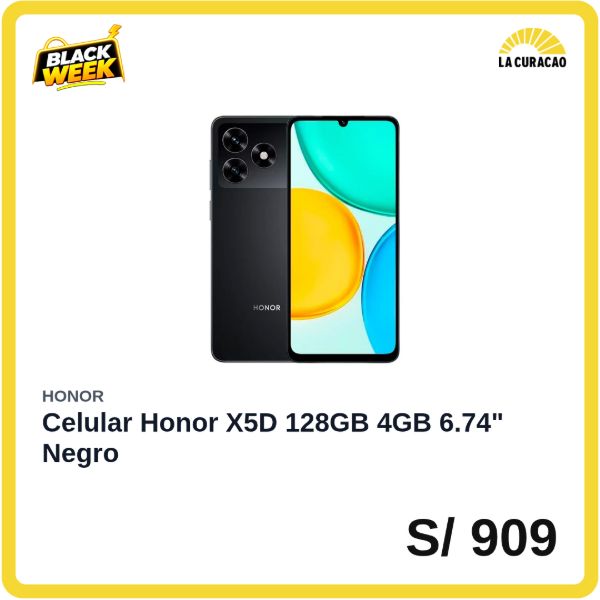 BLACK
WEEK
LA CURACAO
HONOR
HONOR
Celular Honor X5D 128GB 4GB 6.74"
Negro
S/ 909